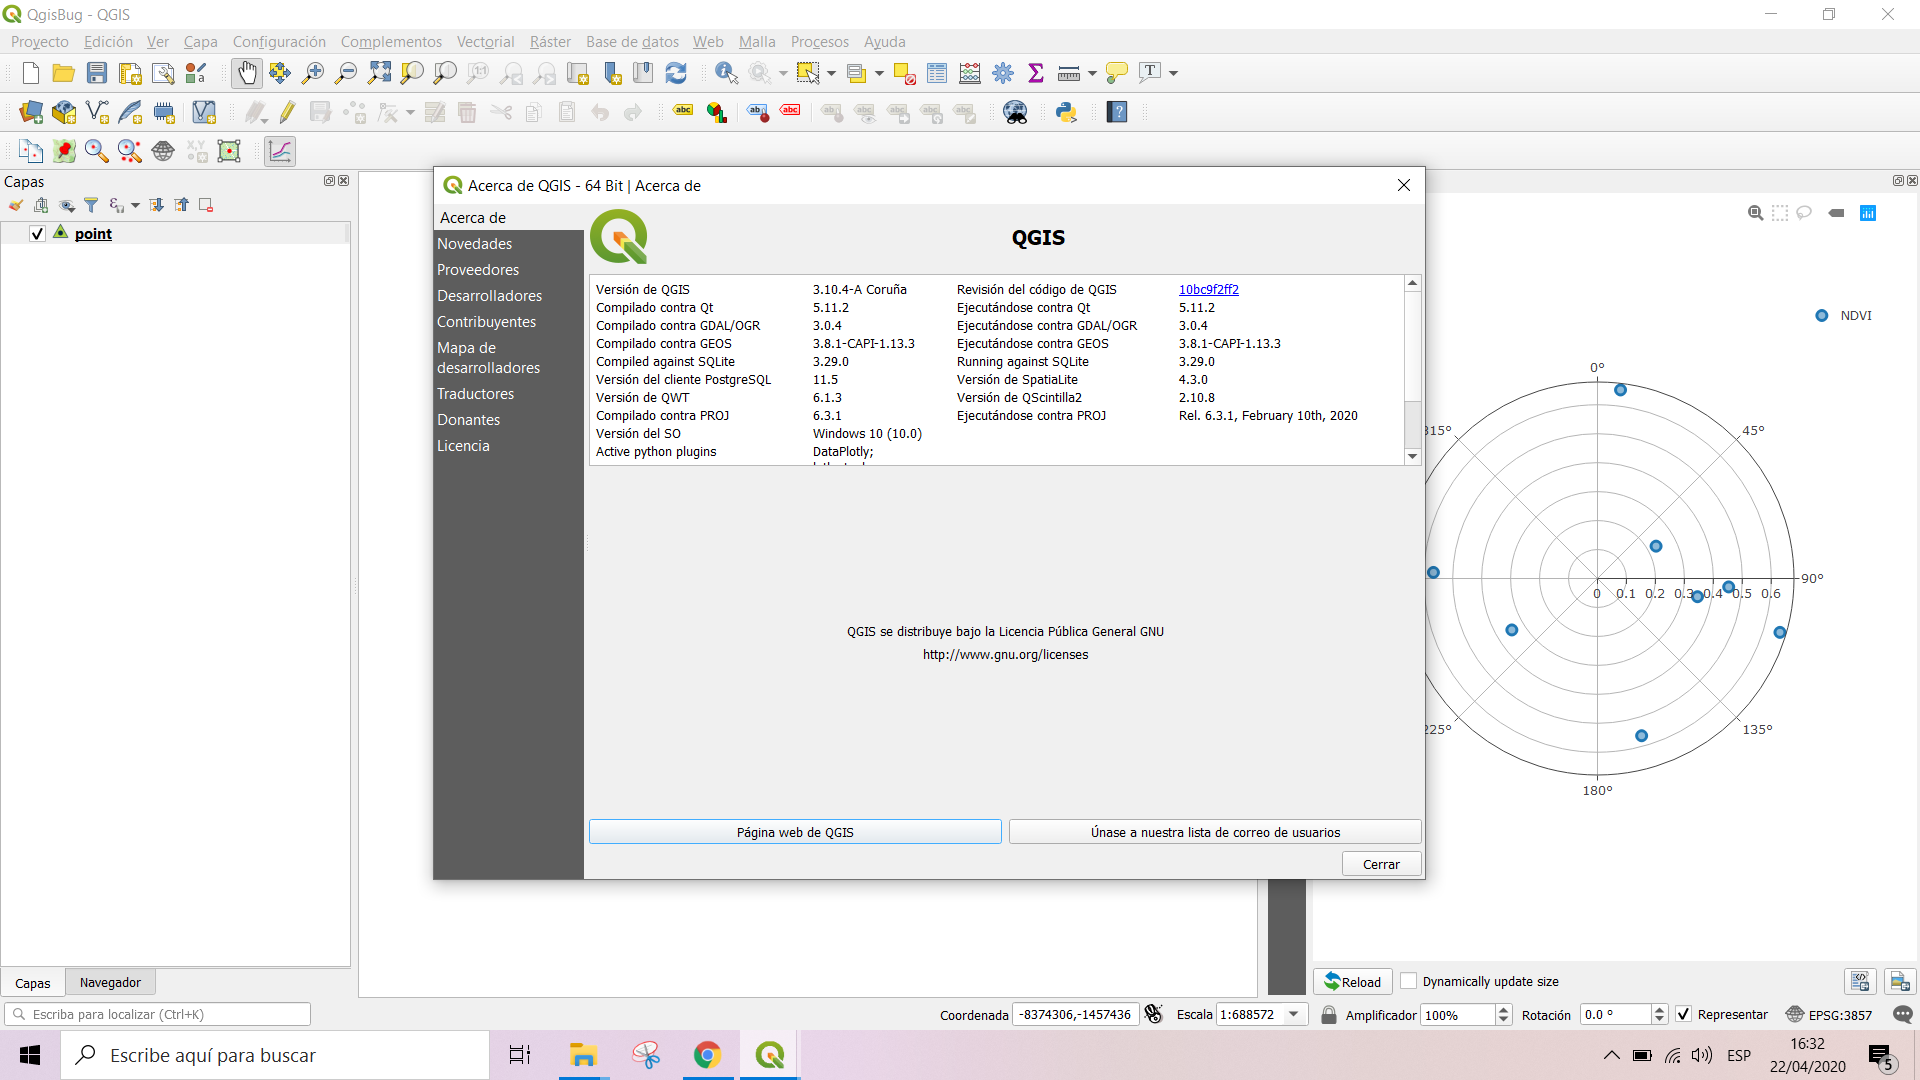 QgisBug - QGIS
Proyecto Edición Ver Capa Configuración Complementos Vectorial Ráster Base de datos Web Malla Procesos Ayuda
Capas
point
Acerca de QGIS - 64 Bit | Acerca de
Acerca de
Novedades
Proveedores
Desarrolladores
Contribuyentes
Mapa de
desarrolladores
Traductores
Donantes
Licencia
QGIS
Versión de QGIS 3.10.4-A Coruña Revisión del código de QGIS 10bc9f2ff2
Compilado contra Qt 5.11.2 Ejecutándose contra Qt 5.11.2
Compilado contra GDAL/OGR 3.0.4 Ejecutándose contra GDAL/OGR 3.0.4
Compilado contra GEOS 3.8.1-CAPI-1.13.3 Ejecutándose contra GEOS 3.8.1-CAPI-1.13.3
Compiled against SQLite 3.29.0 Running against SQLite 3.29.0
Versión del cliente PostgreSQL 11.5 Versión de SpatiaLite 4.3.0
Versión de QWT 6.1.3 Versión de QScintilla2 2.10.8
Compilado contra PROJ 6.3.1 Ejecutándose contra PROJ Rel. 6.3.1, February 10th, 2020
Versión del SO Windows 10 (10.0)
Active python plugins DataPlotly;
QGIS se distribuye bajo la Licencia Pública General GNU
http://www.gnu.org/licenses
Página web de QGIS Únase a nuestra lista de correo de usuarios
Cerrar
NDVI
0°
315° 45°
90°
0 0.1 0.2 0.3 0.4 0.5 0.6
225° 135°
180°
Reload Dynamically update size
Capas Navegador
Escriba para localizar (Ctrl+K) Coordenada -8374306,-1457436 Escala 1:688572 Amplificador 100% Rotación 0.0 ° Representar EPSG:3857
Escribe aquí para buscar
ESP
16:32
22/04/2020
5